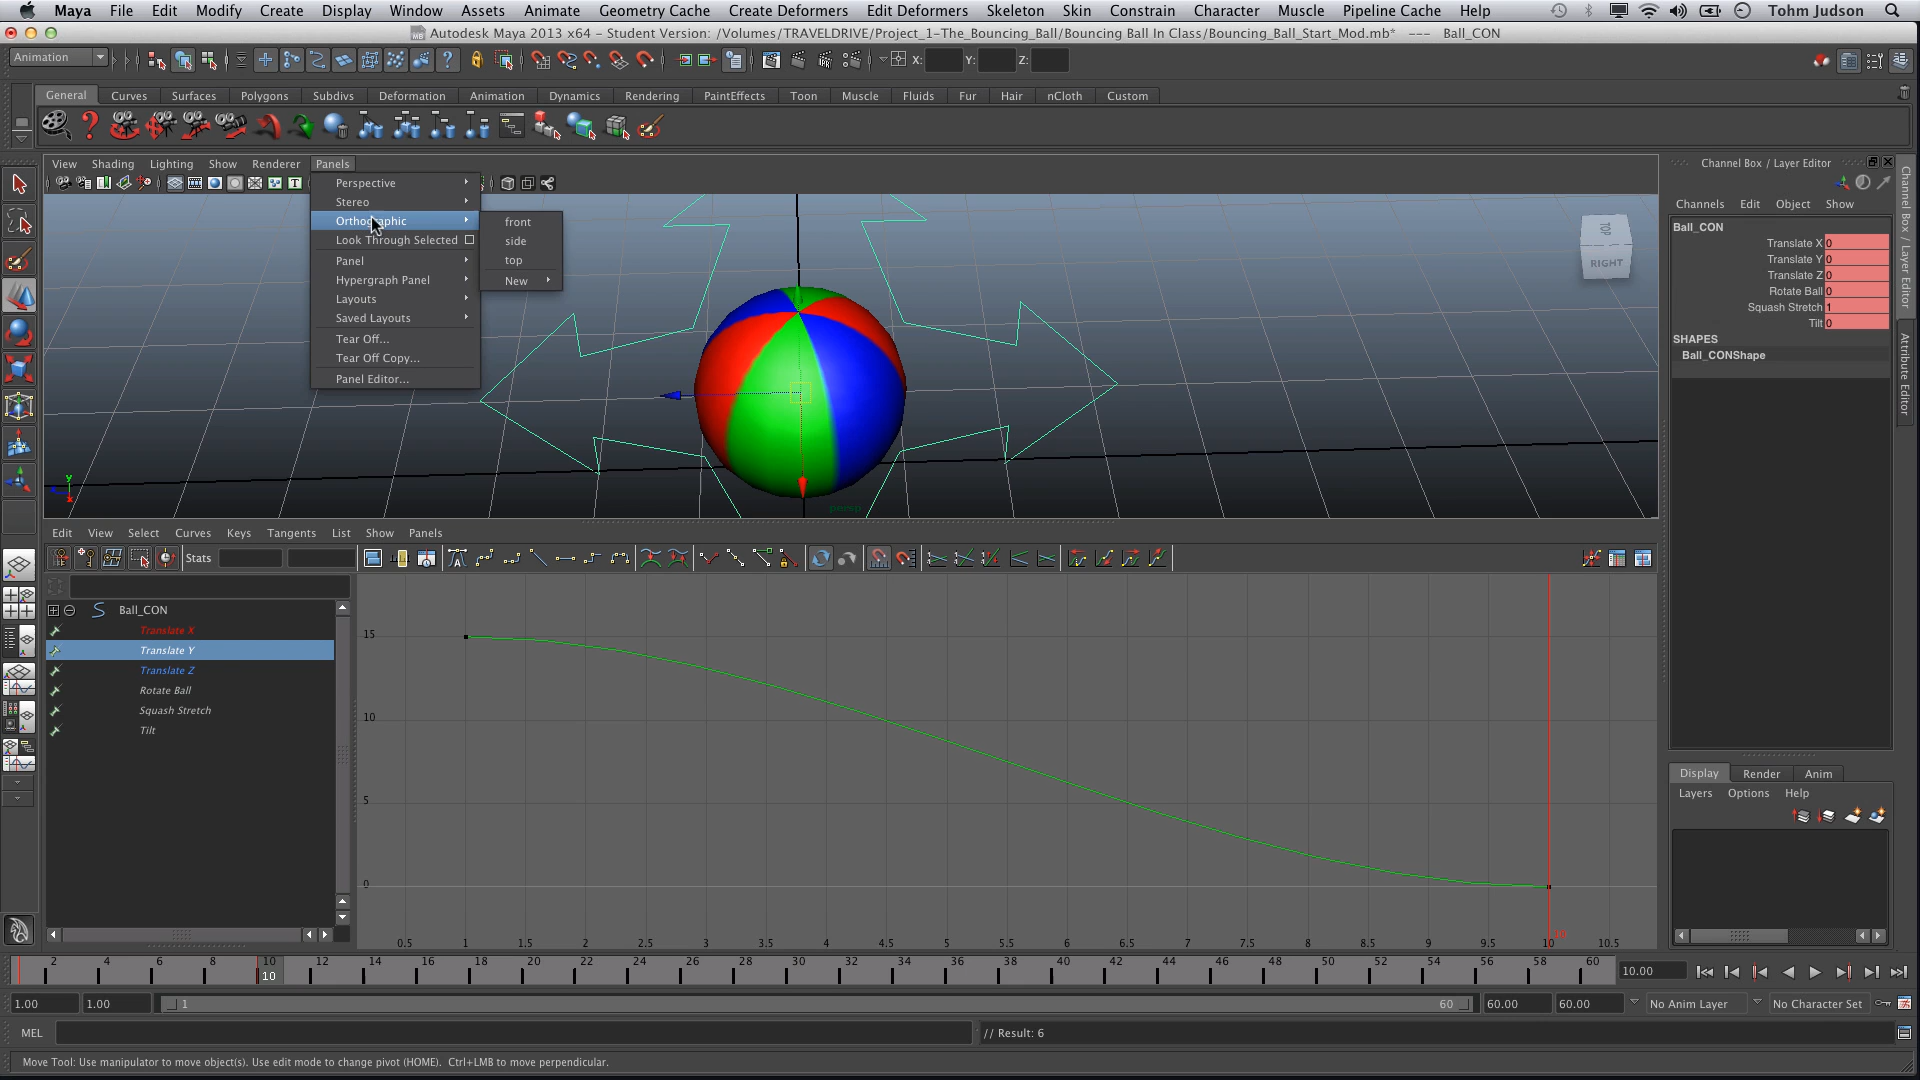 Maya File Edit Modify Create Display Window Assets Animate Geometry Cache Create Deformers Edit Deformers Skeleton Skin Constrain Character Muscle Pipeline Cache Help Tohm Judson
Autodesk Maya 2013 x64 - Student Version: /Volumes/TRAVELDRIVE/Project_1-The_Bouncing_Ball/Bouncing Ball In Class/Bouncing_Ball_Start_Mod.mb* --- Ball_CON
Animation X: Y: Z:
General Curves Surfaces Polygons Subdivs Deformation Animation Dynamics Rendering PaintEffects Toon Muscle Fluids Fur Hair nCloth Custom
View Shading Lighting Show Renderer Panels
Perspective
Stereo
Orthographic
Look Through Selected
Panel
Hypergraph Panel
Layouts
Saved Layouts
Tear Off...
Tear Off Copy...
Panel Editor...
front
side
top
New
TOP
RIGHT
y
x
persp
Channel Box / Layer Editor
Channels Edit Object Show
Ball_CON
Translate X 0
Translate Y 0
Translate Z 0
Rotate Ball 0
Squash Stretch 1
Tilt 0
SHAPES
Ball_CONShape
Channel Box / Layer Editor
Attribute Editor
Edit View Select Curves Keys Tangents List Show Panels
Stats
Ball_CON
Translate X
Translate Y
Translate Z
Rotate Ball
Squash Stretch
Tilt
15
10
5
0
0.5 1 1.5 2 2.5 3 3.5 4 4.5 5 5.5 6 6.5 7 7.5 8 8.5 9 9.5 10 10.5
10
Display Render Anim
Layers Options Help
2 4 6 8 10 12 14 16 18 20 22 24 26 28 30 32 34 36 38 40 42 44 46 48 50 52 54 56 58 60
10
10.00
1.00 1.00 1 60 60.00 60.00 No Anim Layer No Character Set
MEL // Result: 6
Move Tool: Use manipulator to move object(s). Use edit mode to change pivot (HOME). Ctrl+LMB to move perpendicular.